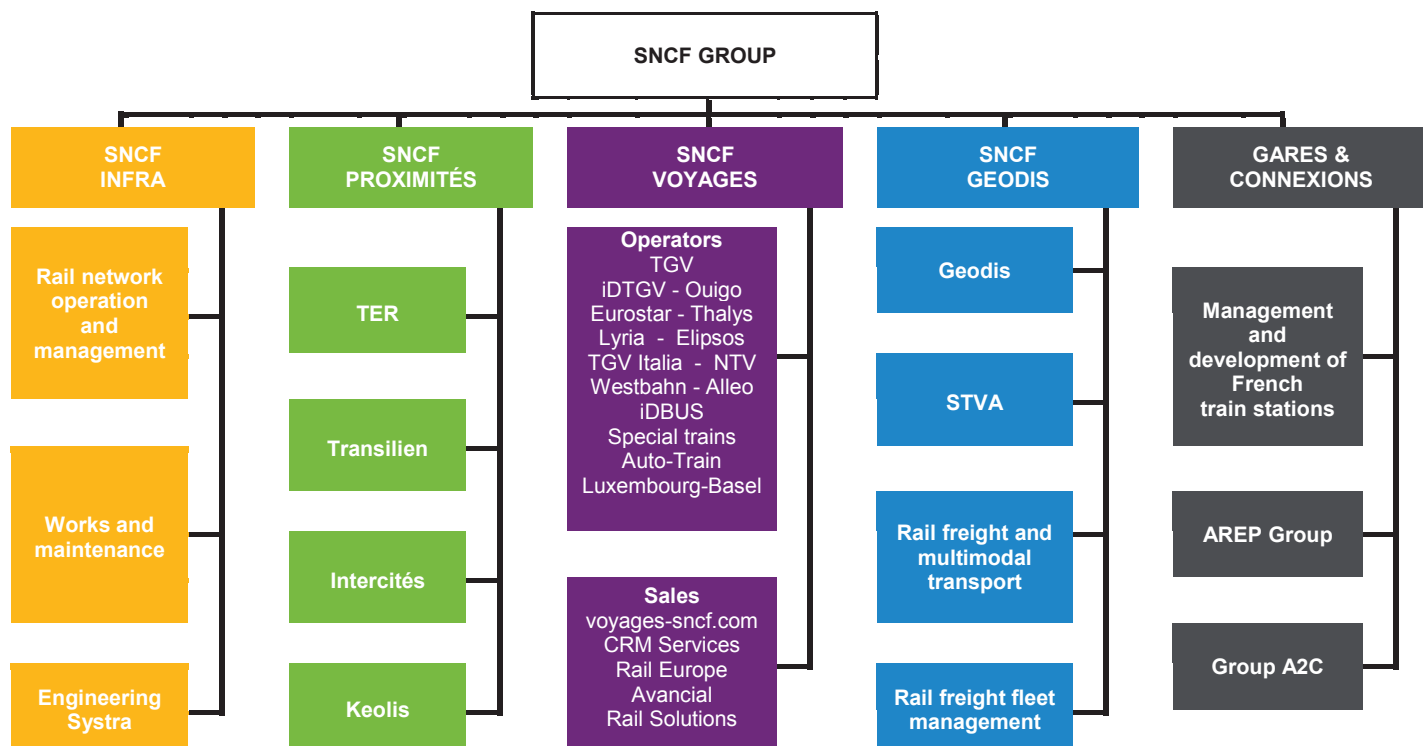 SNCF GROUP
SNCF
INFRA
Rail network
operation
and
management
Works and
maintenance
Engineering
Systra
SNCF
PROXIMITÉS
TER
Transilien
Intercités
Keolis
SNCF
VOYAGES
Operators
TGV
iDTGV - Ouigo
Eurostar - Thalys
Lyria - Elipsos
TGV Italia - NTV
Westbahn - Alleo
iDBUS
Special trains
Auto-Train
Luxembourg-Basel
Sales
voyages-sncf.com
CRM Services
Rail Europe
Avancial
Rail Solutions
SNCF
GEODIS
Geodis
STVA
Rail freight and
multimodal
transport
Rail freight fleet
management
GARES &
CONNEXIONS
Management
and
development of
French
train stations
AREP Group
Group A2C